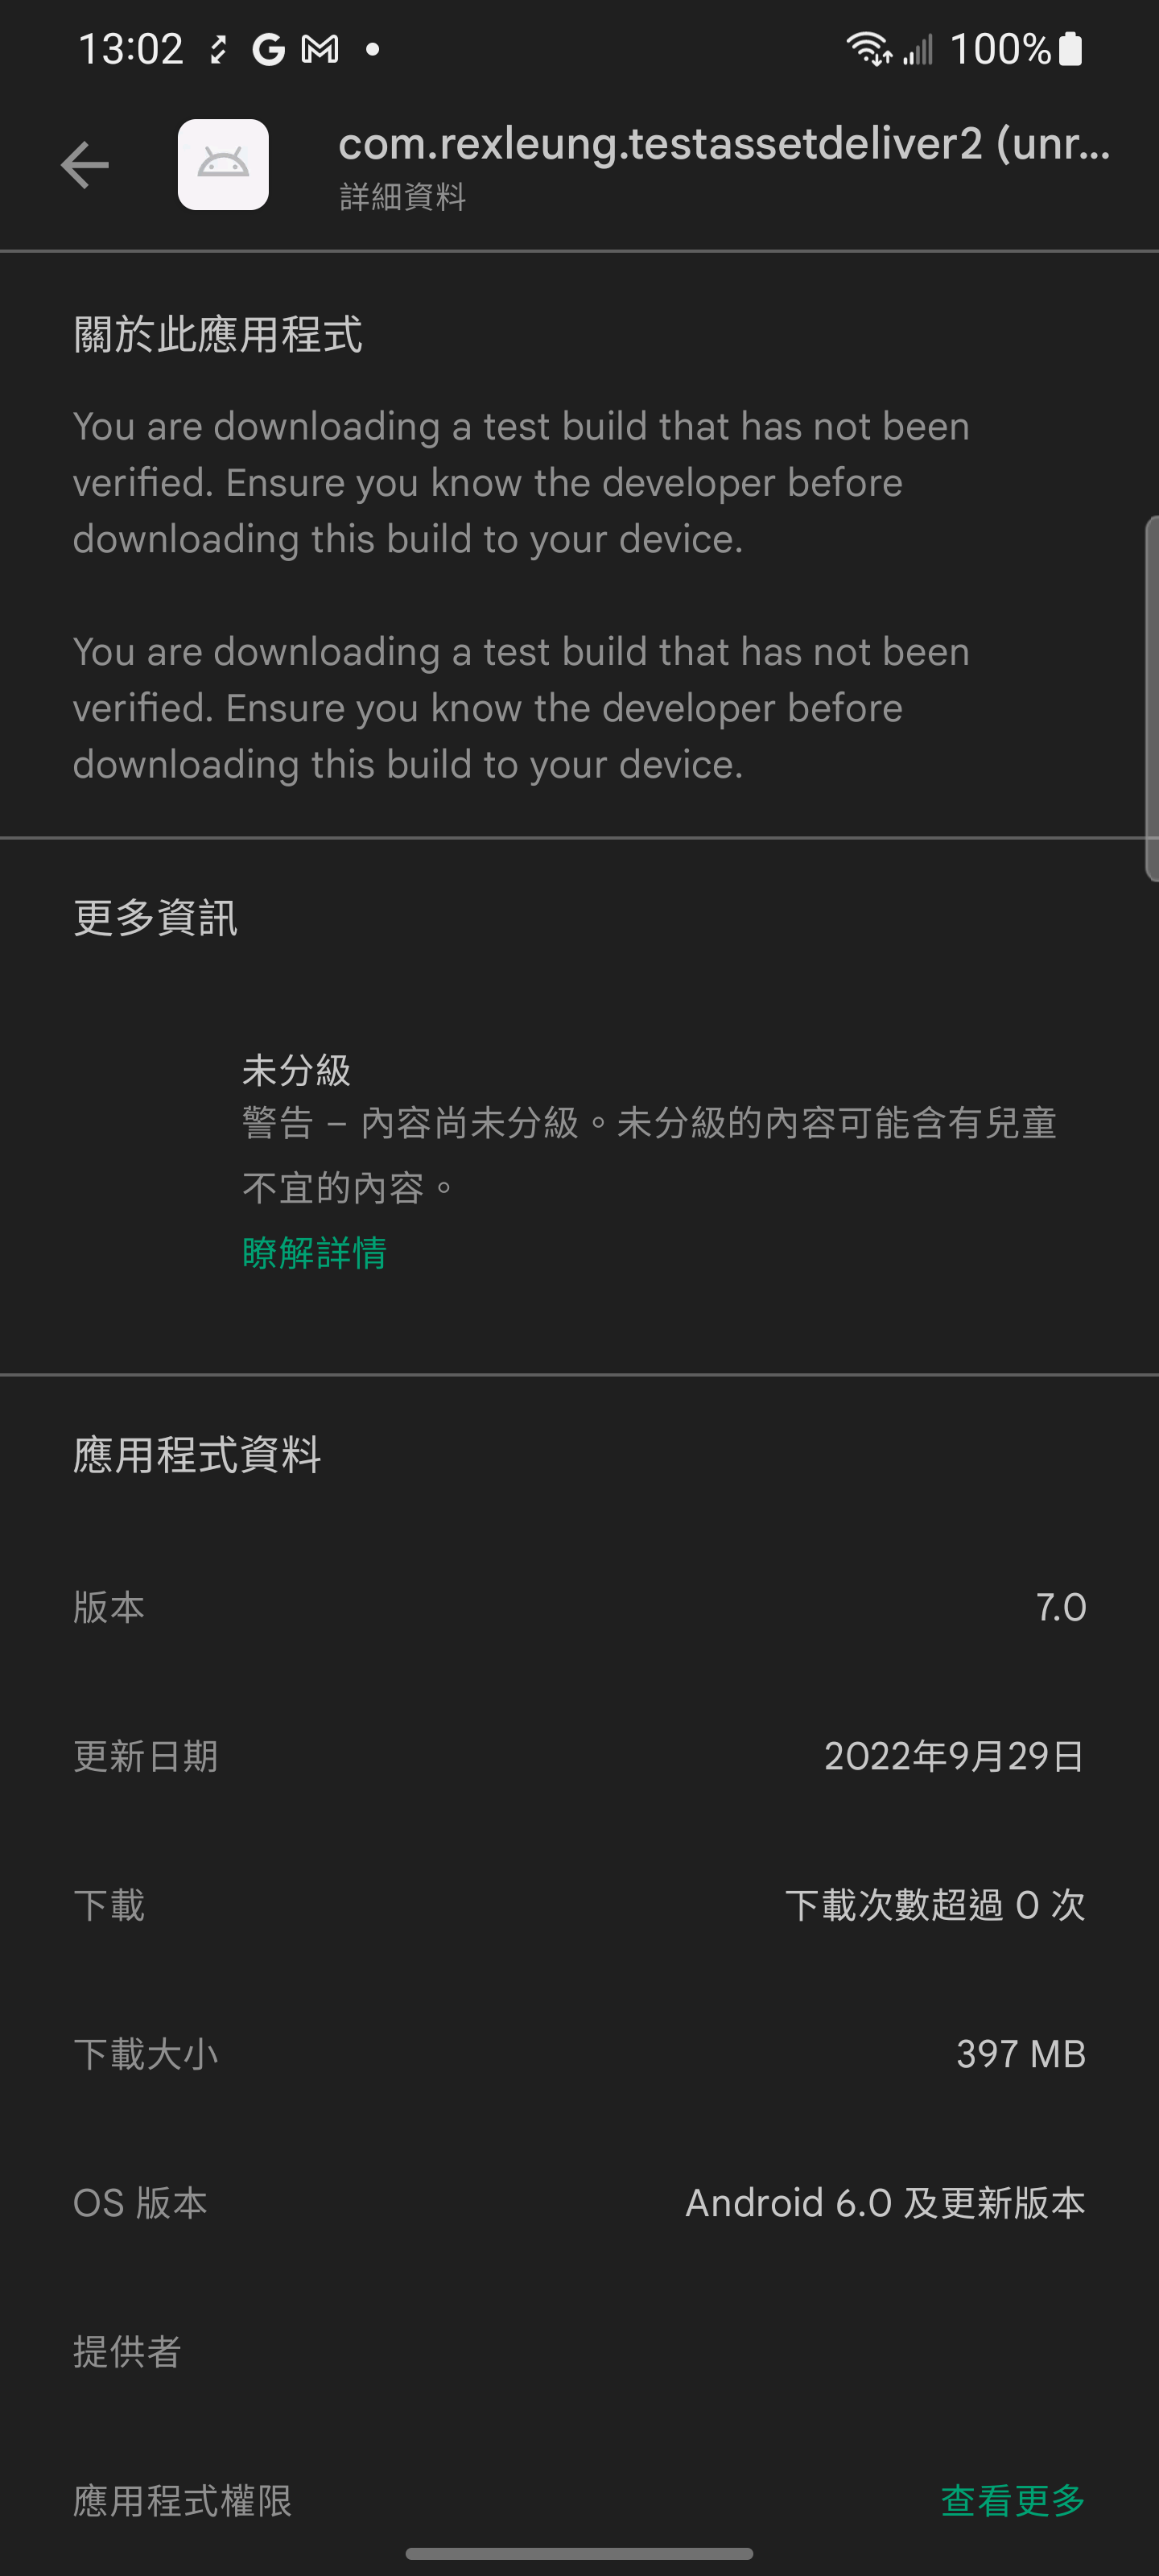 13:02
100%
com.rexleung.testassetdeliver2 (unr...
詳細資料
關於此應用程式
You are downloading a test build that has not been
verified. Ensure you know the developer before
downloading this build to your device.
You are downloading a test build that has not been
verified. Ensure you know the developer before
downloading this build to your device.
更多資訊
未分級
警告 – 內容尚未分級。未分級的內容可能含有兒童
不宜的內容。
瞭解詳情
應用程式資料
版本 7.0
更新日期 2022年9月29日
下載 下載次數超過 0 次
下載大小 397 MB
OS 版本 Android 6.0 及更新版本
提供者
應用程式權限 查看更多